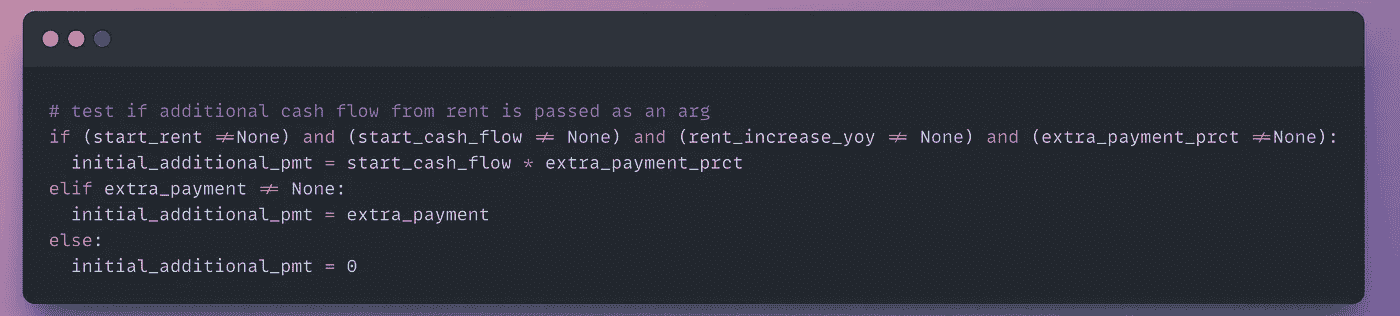 # test if additional cash flow from rent is passed as an arg
if (start_rent !=None) and (start_cash_flow != None) and (rent_increase_yoy != None) and (extra_payment_prct !=None):
  initial_additional_pmt = start_cash_flow * extra_payment_prct
elif extra_payment != None:
  initial_additional_pmt = extra_payment
else:
  initial_additional_pmt = 0